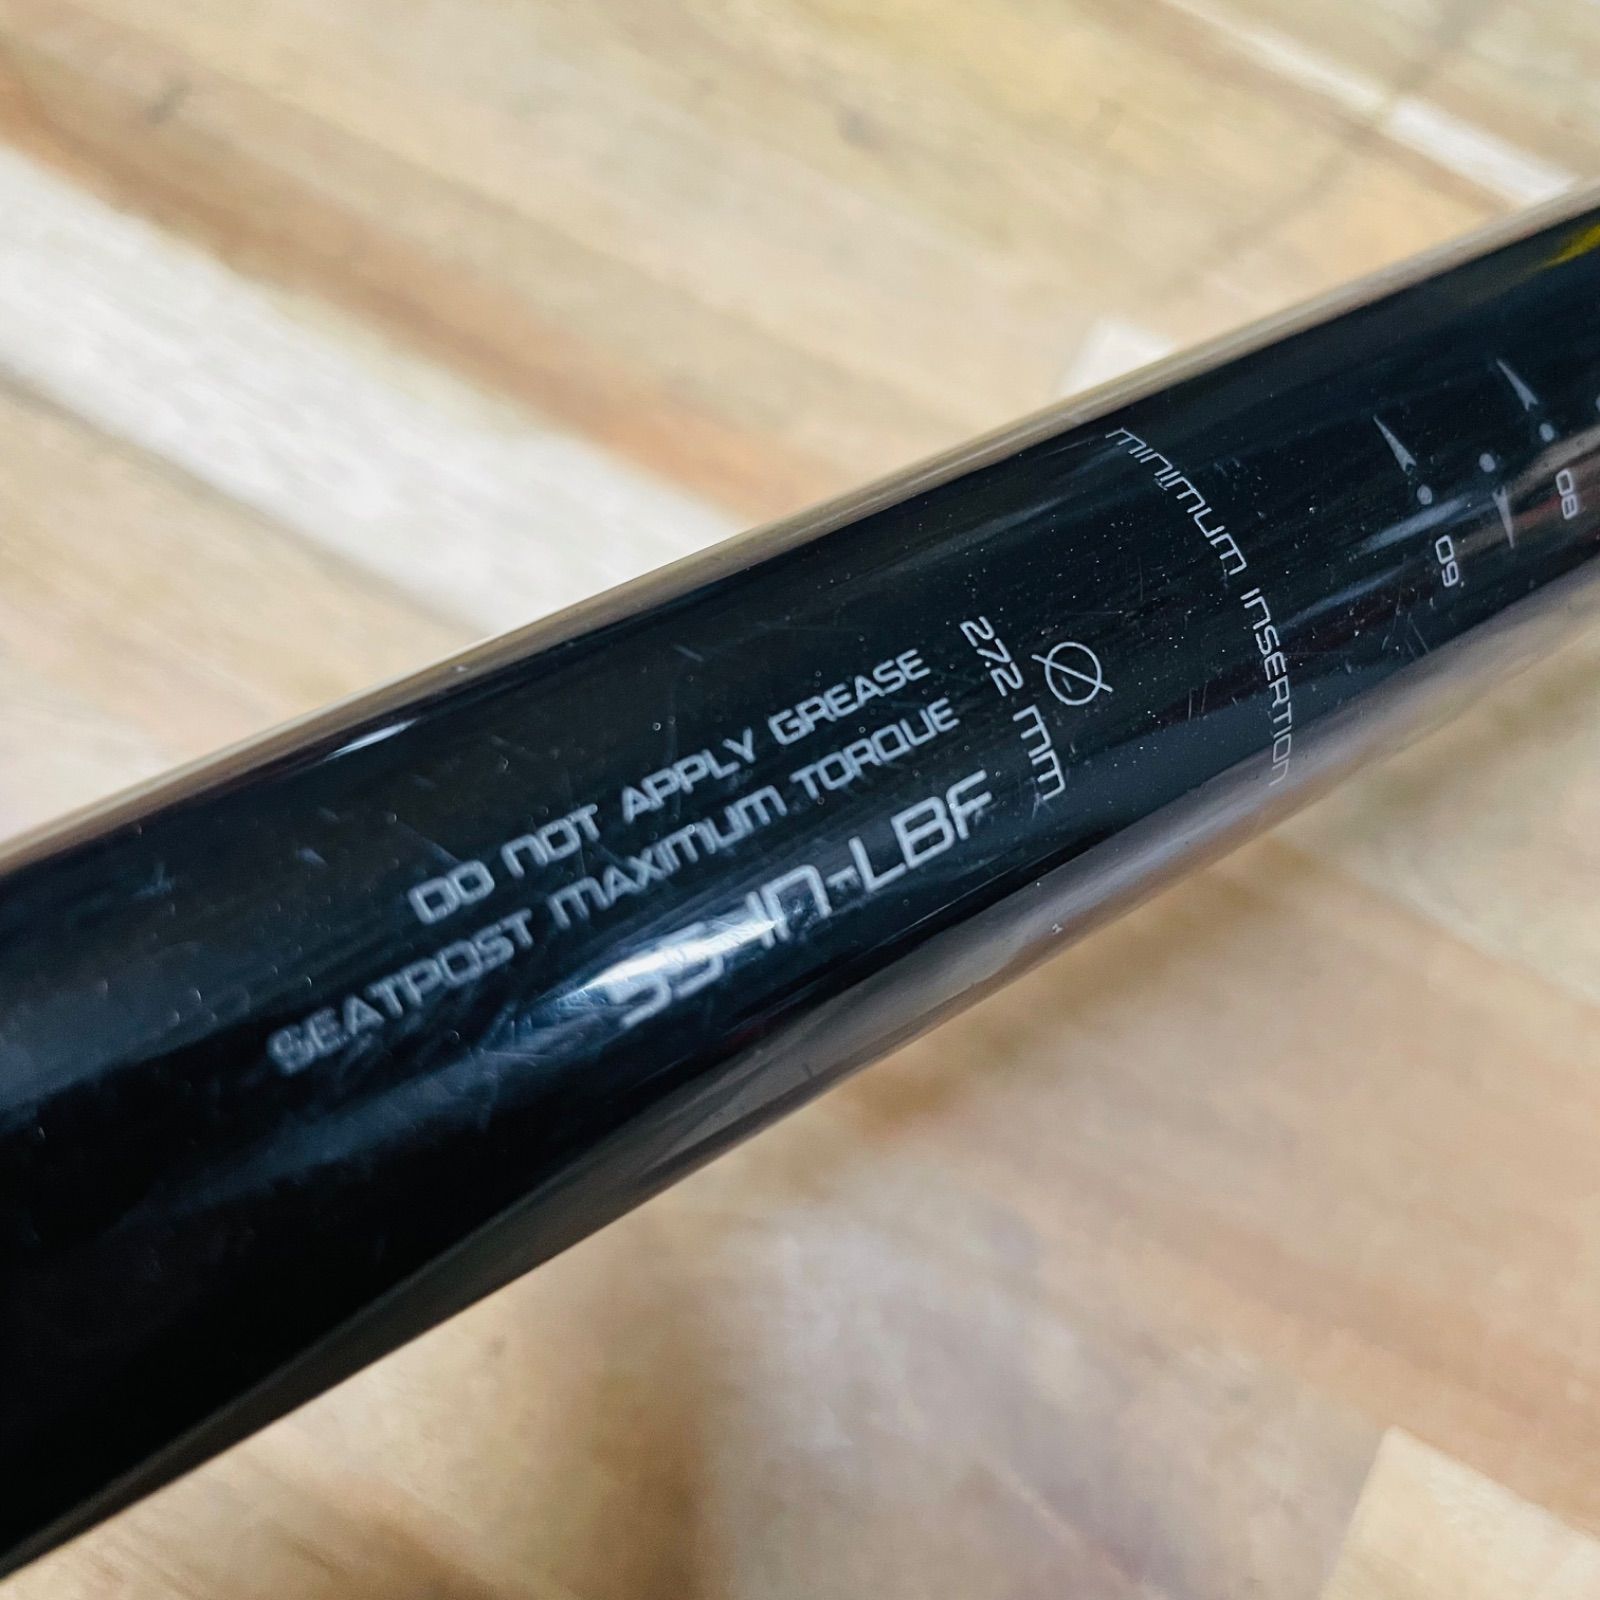 DO NOT APPLY GREASE
SEATPOST MAXIMUM TORQUE
55 IN-LBF
27.2 MM
Ø
MINIMUM INSERTION
09
08